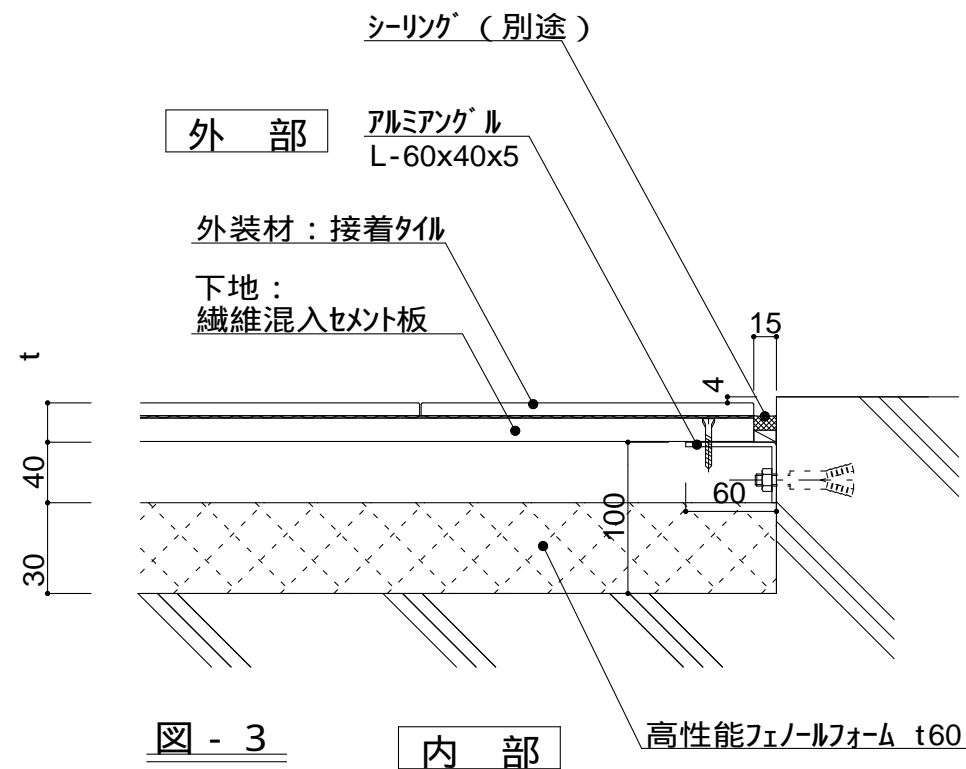 シーリング（別途）
外 部
アルミアングル
L-60x40x5
外装材：接着タイル
下地：
繊維混入セメント板
15
t
4
40
60
100
30
図 - 3
内 部
高性能フェノールフォーム t60